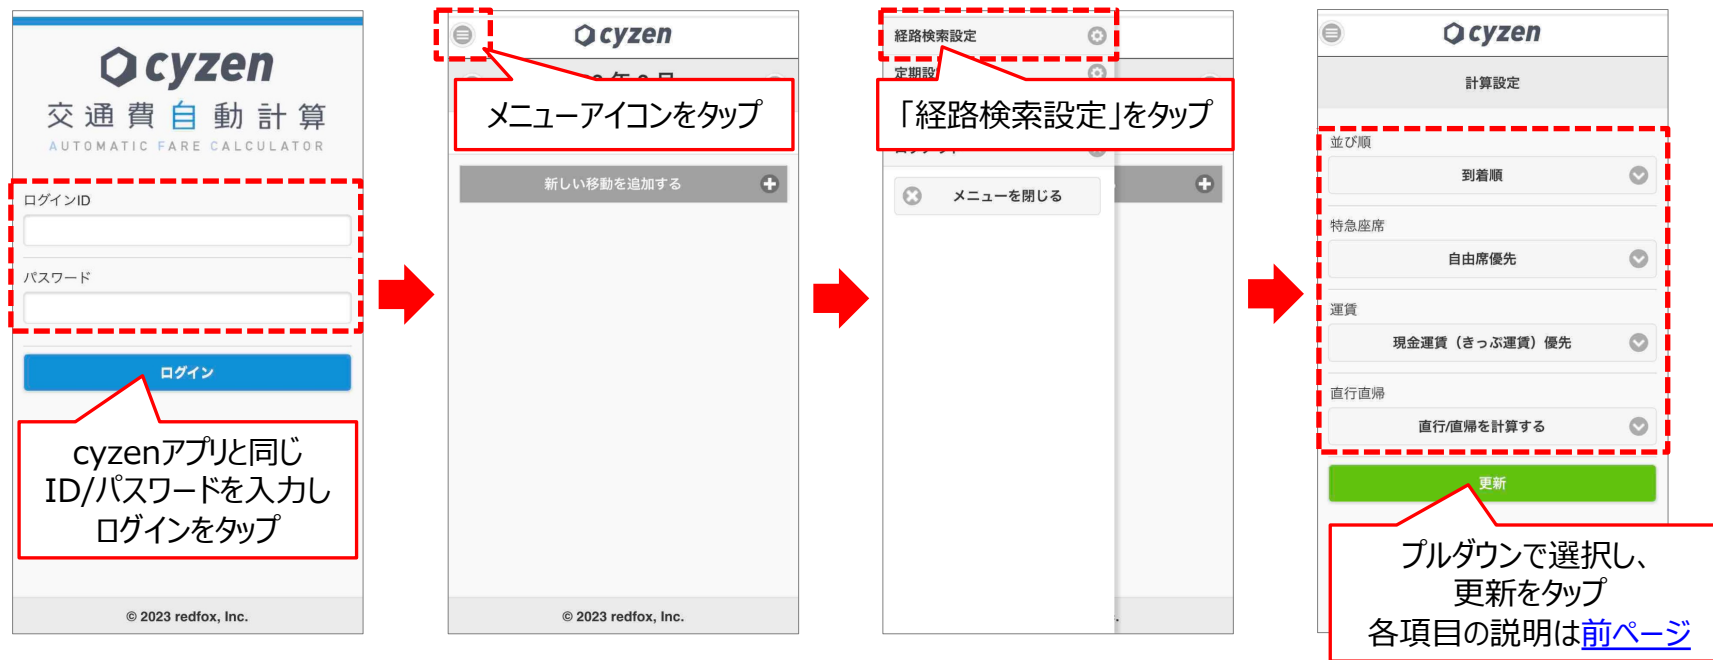 cyzen
交通費自動計算
AUTOMATIC FARE CALCULATOR
ログインID
パスワード
ログイン
cyzenアプリと同じ
ID/パスワードを入力し
ログインをタップ
© 2023 redfox, Inc.
cyzen
メニューアイコンをタップ
新しい移動を追加する
© 2023 redfox, Inc.
経路検索設定
定期設
「経路検索設定」をタップ
メニューを閉じる
cyzen
計算設定
並び順
到着順
特急座席
自由席優先
運賃
現金運賃（きっぷ運賃）優先
直行直帰
直行/直帰を計算する
更新
プルダウンで選択し、
更新をタップ
各項目の説明は前ページ